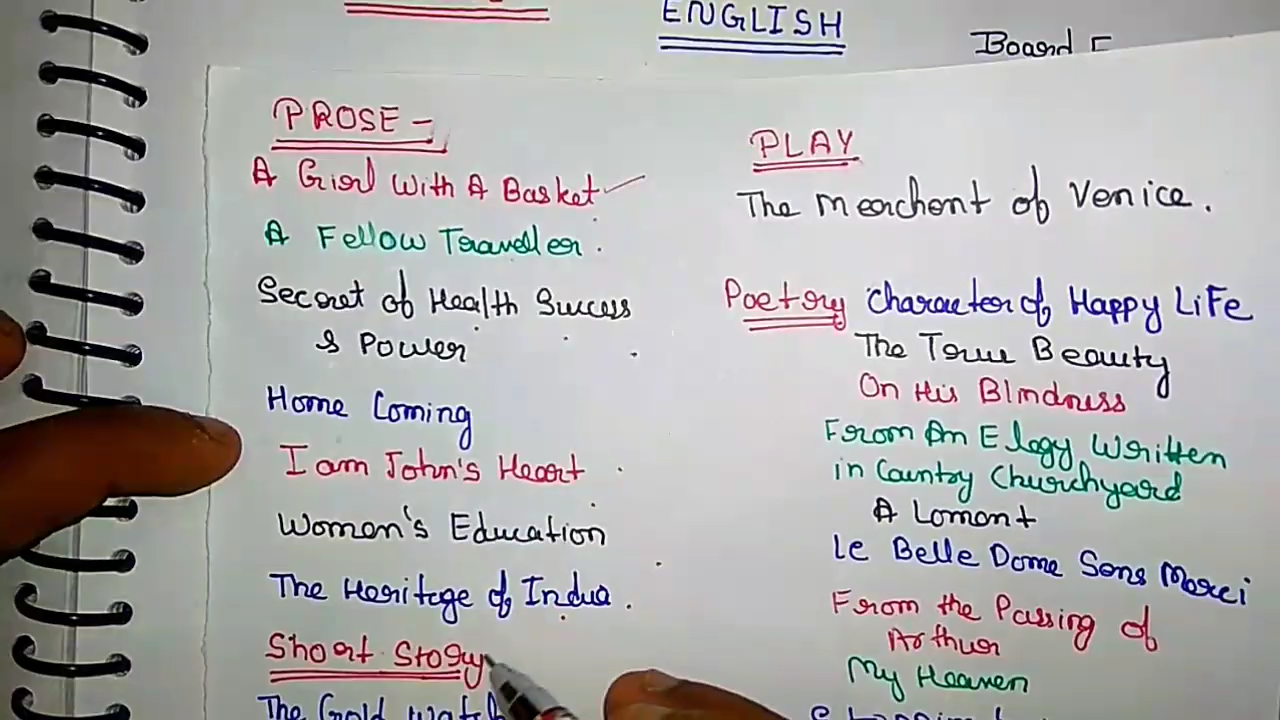 ENGLISH
Board
PROSE -
A Girl With A Basket
A Fellow Traveller .
Secret of Health Success
& Power
Home Coming
I am John's Heart
Women's Education
The Heritage of India .
Short Story
The Gold Watch
PLAY
The Merchant of Venice .
Poetry Character of Happy Life
The True Beauty
On His Blindness
From An Elegy Written
in Country Churchyard
A Lament
Le Belle Dame Sans Merci
From the Passing of
Arthur
My Heaven